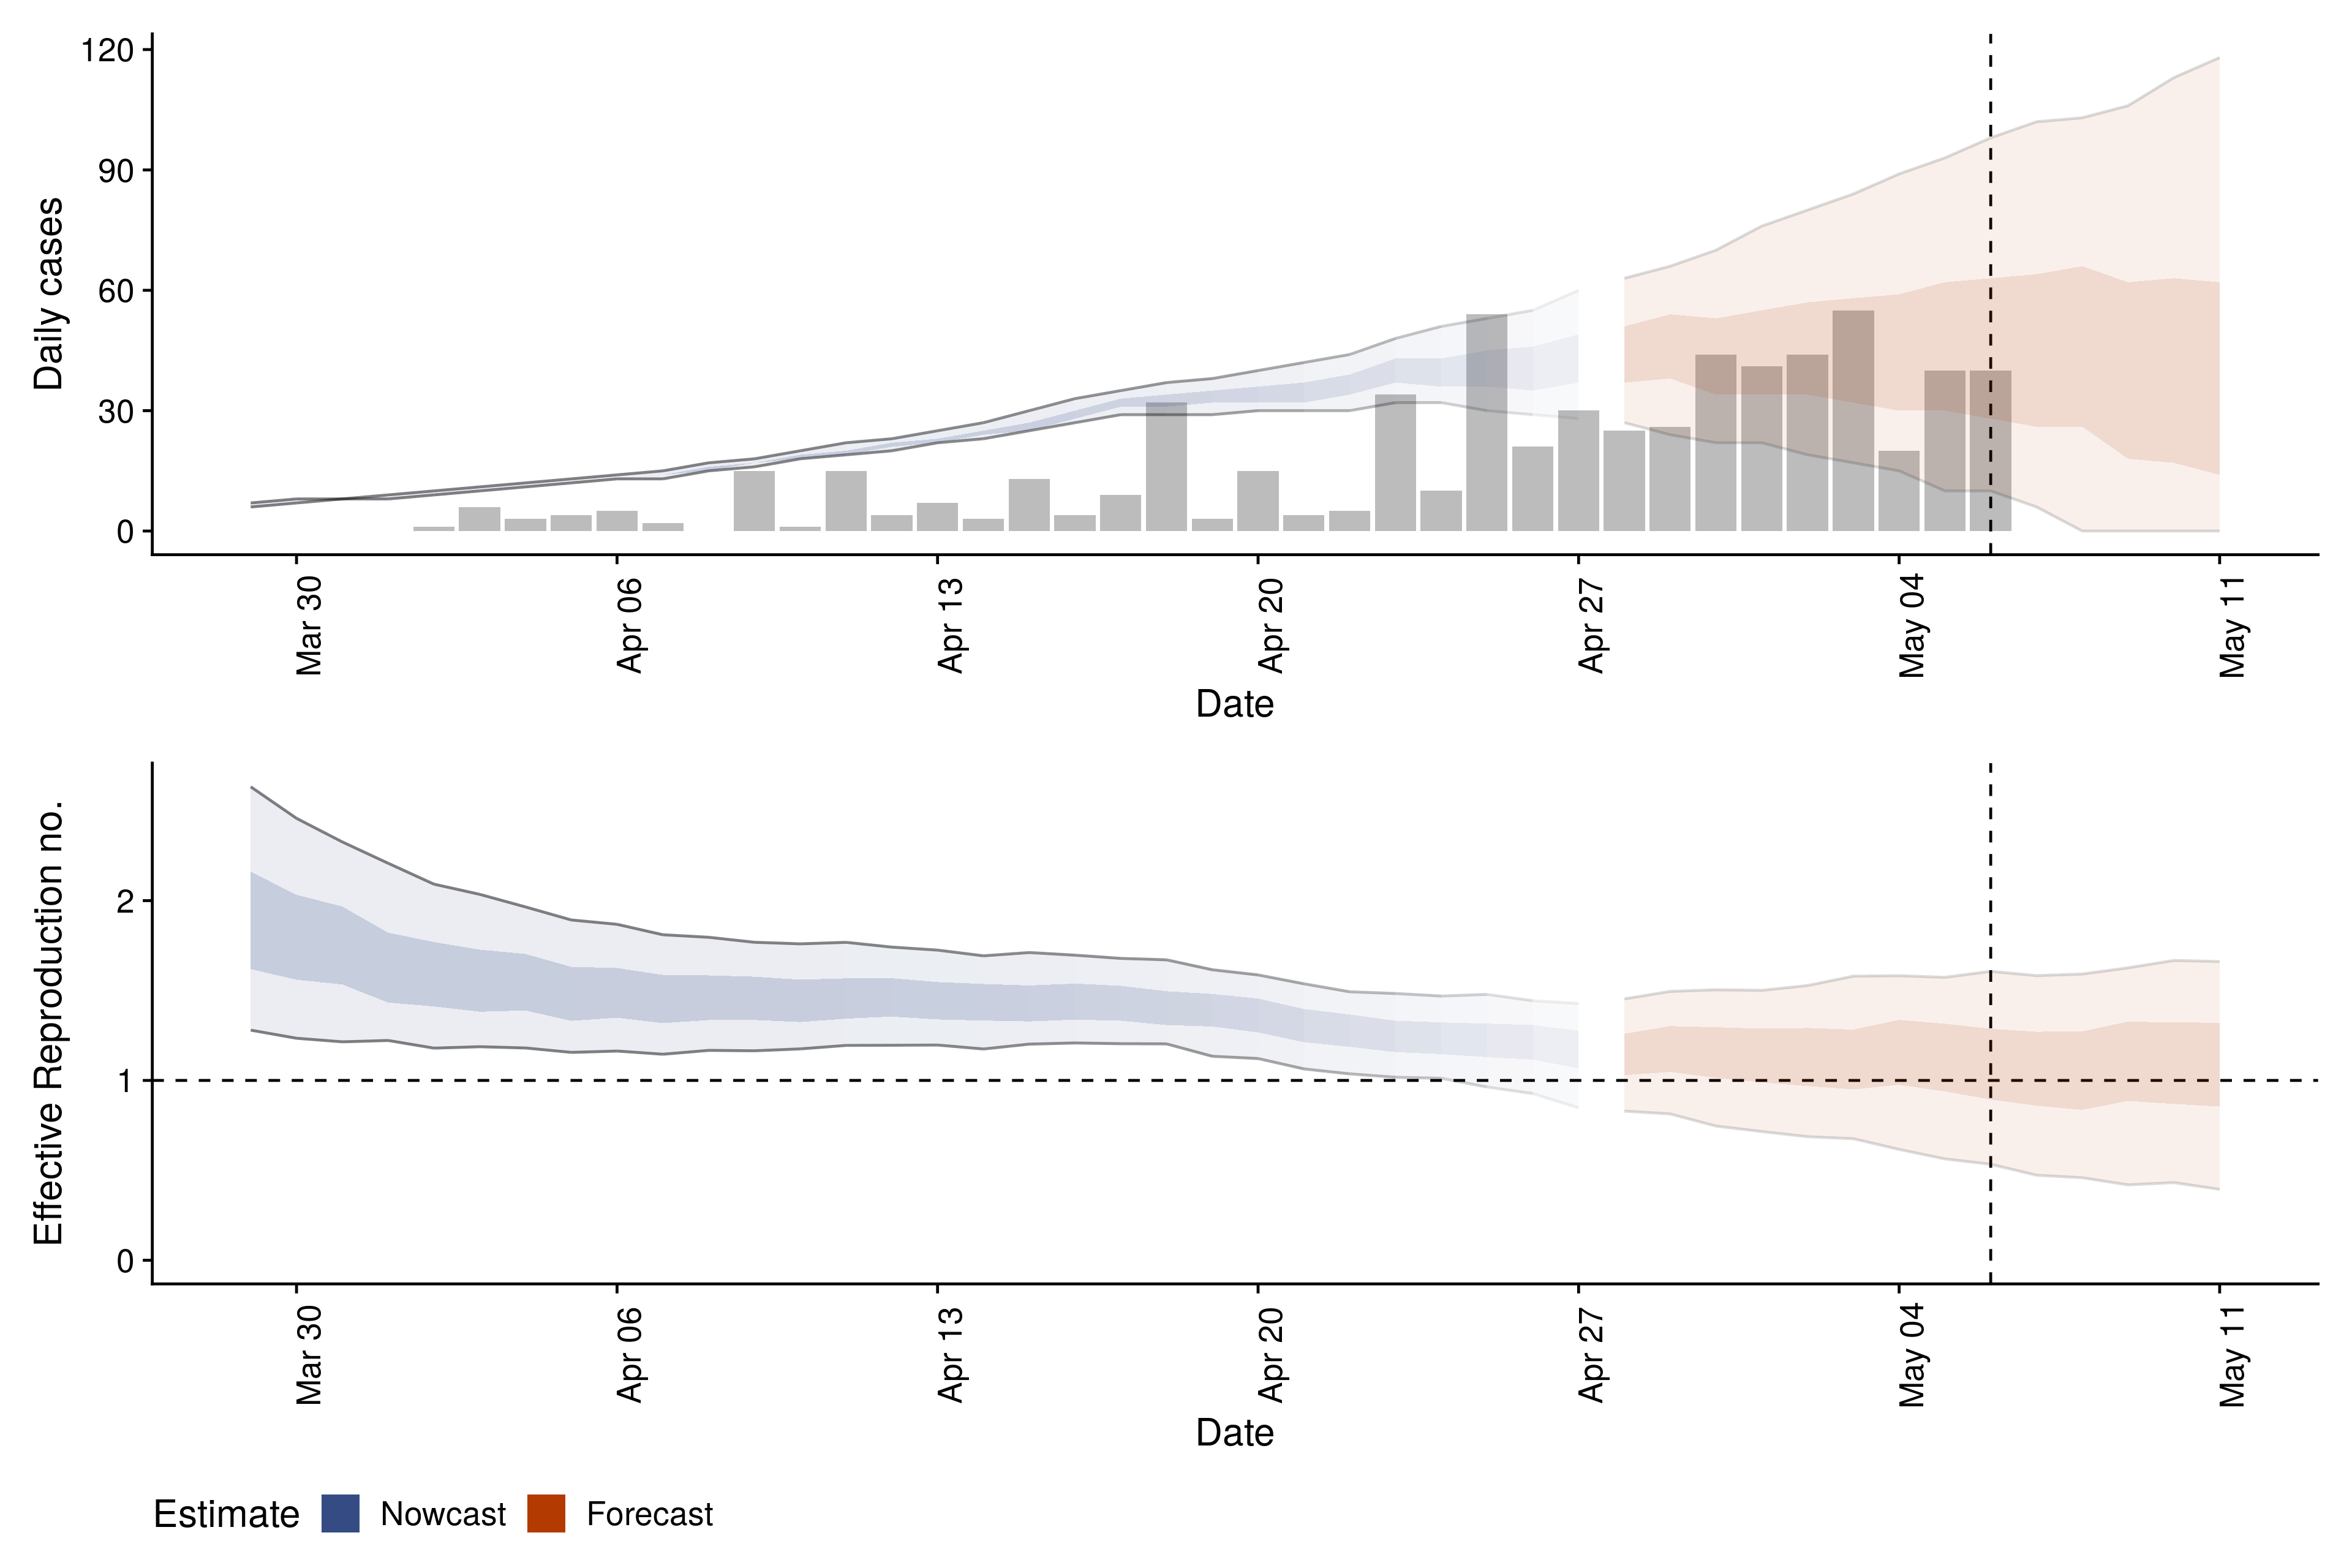 120
90
60
30
0
Daily cases
Mar 30
Apr 06
Apr 13
Apr 20
Apr 27
May 04
May 11
Date
2
1
0
Effective Reproduction no.
Mar 30
Apr 06
Apr 13
Apr 20
Apr 27
May 04
May 11
Date
Estimate Nowcast Forecast